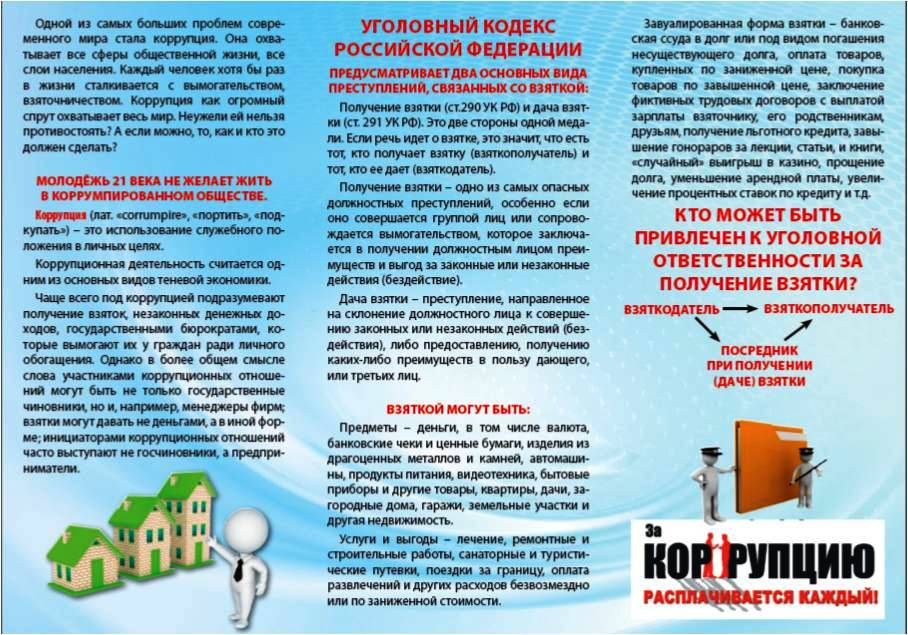 Одной из самых больших проблем совре-
менного мира стала коррупция. Она охва-
тывает все сферы общественной жизни, все
слои населения. Каждый человек хотя бы раз
в жизни сталкивается с вымогательством,
взяточничеством. Коррупция как огромный
спрут охватывает весь мир. Неужели ей нельзя
противостоять? А если можно, то, как и кто это
должен сделать?
МОЛОДЁЖЬ 21 ВЕКА НЕ ЖЕЛАЕТ ЖИТЬ
В КОРРУМПИРОВАННОМ ОБЩЕСТВЕ.
Коррупция (лат. «corrumpire», «портить», «под-
купать») – это использование служебного по-
ложения в личных целях.
Коррупционная деятельность считается од-
ним из основных видов теневой экономики.
Чаще всего под коррупцией подразумевают
получение взяток, незаконных денежных до-
ходов, государственными бюрократами, ко-
торые вымогают их у граждан ради личного
обогащения. Однако в более общем смысле
слова участниками коррупционных отноше-
ний могут быть не только государственные
чиновники, но и, например, менеджеры фирм;
взятки могут давать не деньгами, а в иной фор-
ме; инициаторами коррупционных отношений
часто выступают не госчиновники, а предпри-
ниматели.
УГОЛОВНЫЙ КОДЕКС
РОССИЙСКОЙ ФЕДЕРАЦИИ
ПРЕДУСМАТРИВАЕТ ДВА ОСНОВНЫХ ВИДА
ПРЕСТУПЛЕНИЙ, СВЯЗАННЫХ СО ВЗЯТКОЙ:
Получение взятки (ст.290 УК РФ) и дача взят-
ки (ст. 291 УК РФ). Это две стороны одной меда-
ли. Если речь идет о взятке, это значит, что есть
тот, кто получает взятку (взяткополучатель) и
тот, кто ее дает (взяткодатель).
Получение взятки – одно из самых опасных
должностных преступлений, особенно если
оно совершается группой лиц или сопрово-
ждается вымогательством, которое заключа-
ется в получении должностным лицом преи-
муществ и выгод за законные или незаконные
действия (бездействие).
Дача взятки – преступление, направленное
на склонение должностного лица к соверше-
нию законных или незаконных действий (без-
действия), либо предоставлению, получению
каких-либо преимуществ в пользу дающего,
или третьих лиц.
ВЗЯТКОЙ МОГУТ БЫТЬ:
Предметы – деньги, в том числе валюта,
банковские чеки и ценные бумаги, изделия из
драгоценных металлов и камней, автомаши-
ны, продукты питания, видеотехника, бытовые
приборы и другие товары, квартиры, дачи, за-
городные дома, гаражи, земельные участки и
другая недвижимость.
Услуги и выгоды – лечение, ремонтные и
строительные работы, санаторные и туристи-
ческие путевки, поездки за границу, оплата
развлечений и других расходов безвозмездно
или по заниженной стоимости.
Завуалированная форма взятки – банков-
ская ссуда в долг или под видом погашения
несуществующего долга, оплата товаров,
купленных по заниженной цене, покупка
товаров по завышенной цене, заключение
фиктивных трудовых договоров с выплатой
зарплаты взяточнику, его родственникам,
друзьям, получение льготного кредита, завы-
шение гонораров за лекции, статьи, и книги,
«случайный» выигрыш в казино, прощение
долга, уменьшение арендной платы, увели-
чение процентных ставок по кредиту и т.д.
КТО МОЖЕТ БЫТЬ
ПРИВЛЕЧЕН К УГОЛОВНОЙ
ОТВЕТСТВЕННОСТИ ЗА
ПОЛУЧЕНИЕ ВЗЯТКИ?
ВЗЯТКОДАТЕЛЬ ВЗЯТКОПОЛУЧАТЕЛЬ
ПОСРЕДНИК
ПРИ ПОЛУЧЕНИИ
(ДАЧЕ) ВЗЯТКИ
За
КОРРУПЦИЮ
РАСПЛАЧИВАЕТСЯ КАЖДЫЙ!